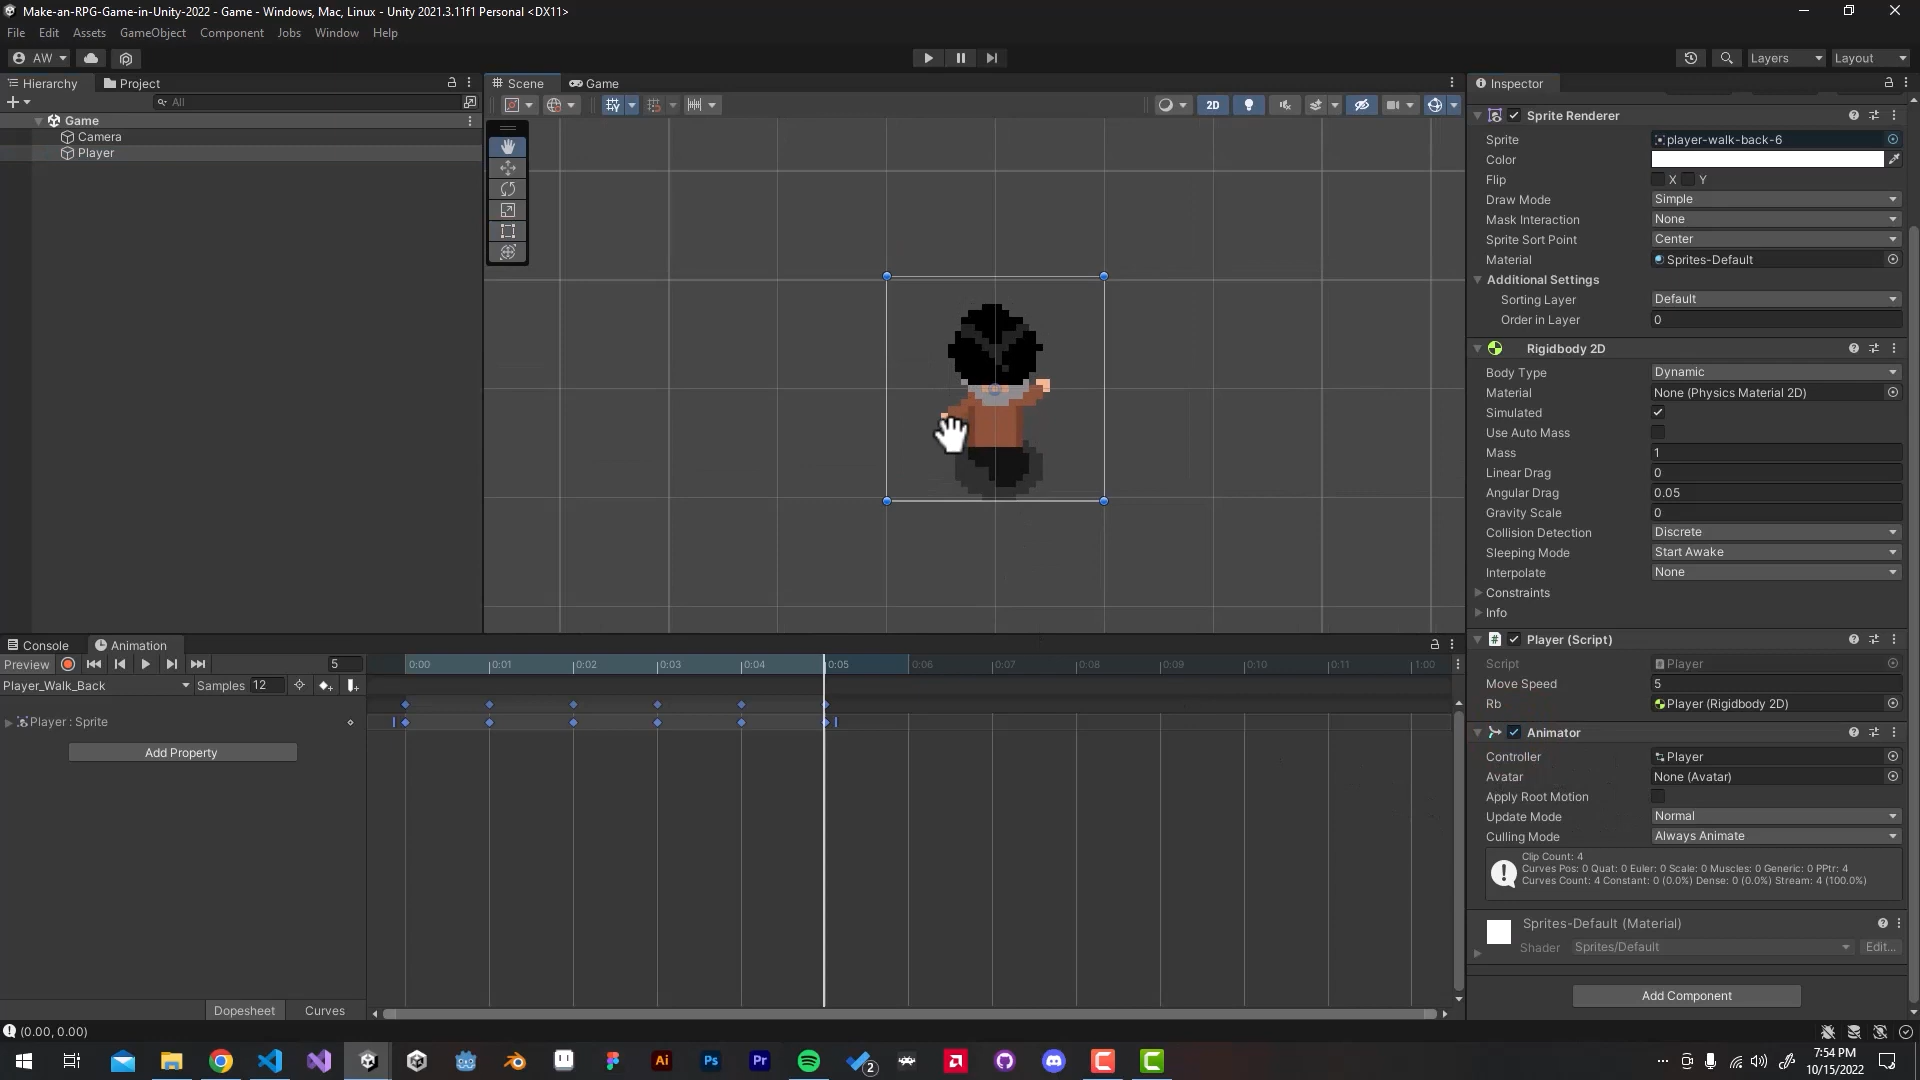 Make-an-RPG-Game-in-Unity-2022 - Game - Windows, Mac, Linux - Unity 2021.3.11f1 Personal <DX11>
File Edit Assets GameObject Component Jobs Window Help
AW Layers Layout
Hierarchy Project Scene Game Inspector
All
2D
Game
Camera
Player
Sprite Renderer
Sprite player-walk-back-6
Color
Flip X Y
Draw Mode Simple
Mask Interaction None
Sprite Sort Point Center
Material Sprites-Default
Additional Settings
Sorting Layer Default
Order in Layer 0
Rigidbody 2D
Body Type Dynamic
Material None (Physics Material 2D)
Simulated
Use Auto Mass
Mass 1
Linear Drag 0
Angular Drag 0.05
Gravity Scale 0
Collision Detection Discrete
Sleeping Mode Start Awake
Interpolate None
Constraints
Info
Player (Script)
Script Player
Move Speed 5
Rb Player (Rigidbody 2D)
Animator
Controller Player
Avatar None (Avatar)
Apply Root Motion
Update Mode Normal
Culling Mode Always Animate
Clip Count: 4
Curves Pos: 0 Quat: 0 Euler: 0 Scale: 0 Muscles: 0 Generic: 0 PPtr: 4
Curves Count: 4 Constant: 0 (0.0%) Dense: 0 (0.0%) Stream: 4 (100.0%)
Sprites-Default (Material)
Shader Sprites/Default Edit...
Add Component
Console Animation
Preview 5 0:00 0:01 0:02 0:03 0:04 0:05 0:06 0:07 0:08 0:09 0:10 0:11 1:00
Player_Walk_Back Samples 12
Player : Sprite
Add Property
Dopesheet Curves
(0.00, 0.00)
Ai Ps Pr 2
7:54 PM
10/15/2022